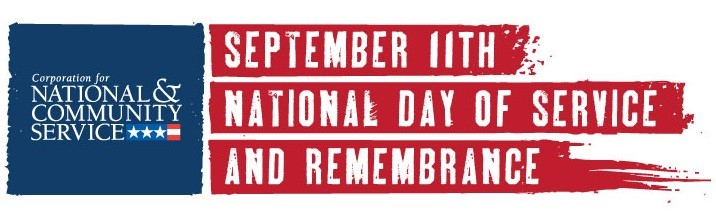 Corporation for
NATIONAL &
COMMUNITY
SERVICE
SEPTEMBER 11TH
NATIONAL DAY OF SERVICE
AND REMEMBRANCE